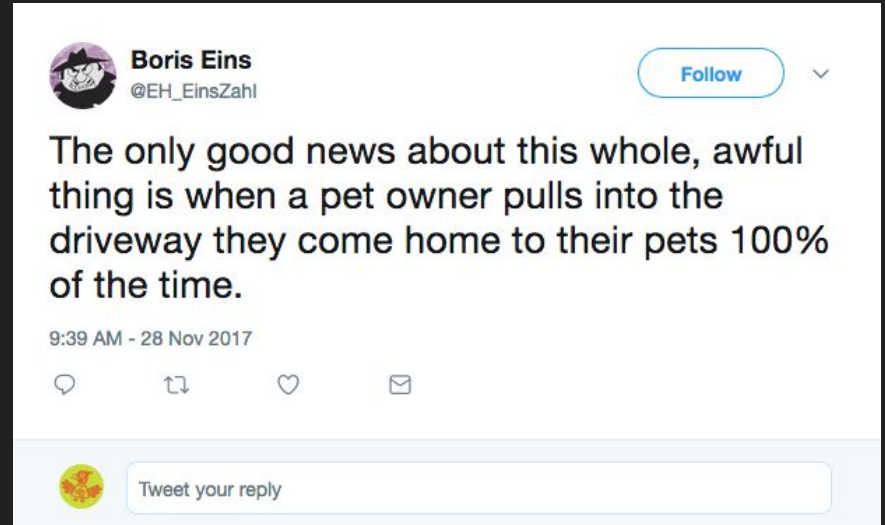 Boris Eins
@EH_EinsZahl
Follow
The only good news about this whole, awful
thing is when a pet owner pulls into the
driveway they come home to their pets 100%
of the time.
9:39 AM - 28 Nov 2017
Tweet your reply